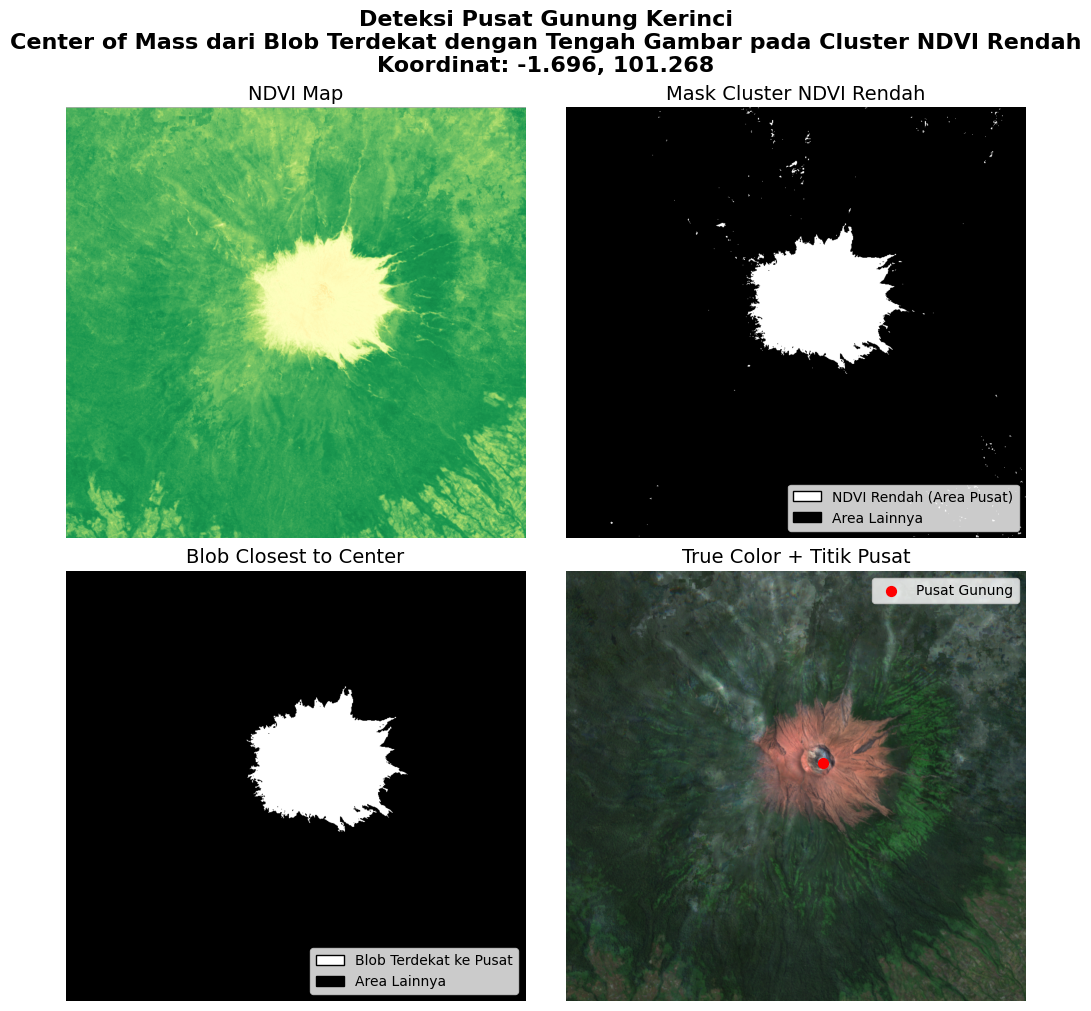 Deteksi Pusat Gunung Kerinci
Center of Mass dari Blob Terdekat dengan Tengah Gambar pada Cluster NDVI Rendah
Koordinat: -1.696, 101.268
NDVI Map
Mask Cluster NDVI Rendah
NDVI Rendah (Area Pusat)
Area Lainnya
Blob Closest to Center
True Color + Titik Pusat
Pusat Gunung
Blob Terdekat ke Pusat
Area Lainnya